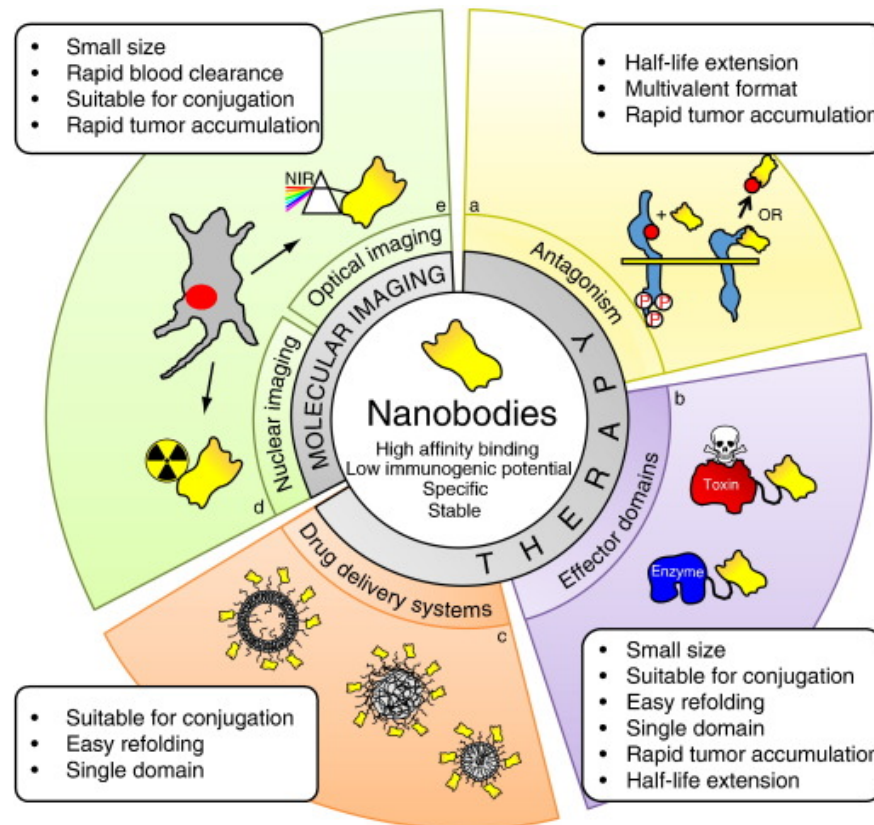 • Small size
• Rapid blood clearance
• Suitable for conjugation
• Rapid tumor accumulation
• Half-life extension
• Multivalent format
• Rapid tumor accumulation
NIR
e
Optical imaging
MOLECULAR IMAGING
Nuclear imaging
d
a
Antagonism
+
OR
P
P
P
THERAPY
Nanobodies
High affinity binding
Low immunogenic potential
Specific
Stable
b
Effector domains
Toxin
Enzyme
Drug delivery systems
c
• Suitable for conjugation
• Easy refolding
• Single domain
• Small size
• Suitable for conjugation
• Easy refolding
• Single domain
• Rapid tumor accumulation
• Half-life extension